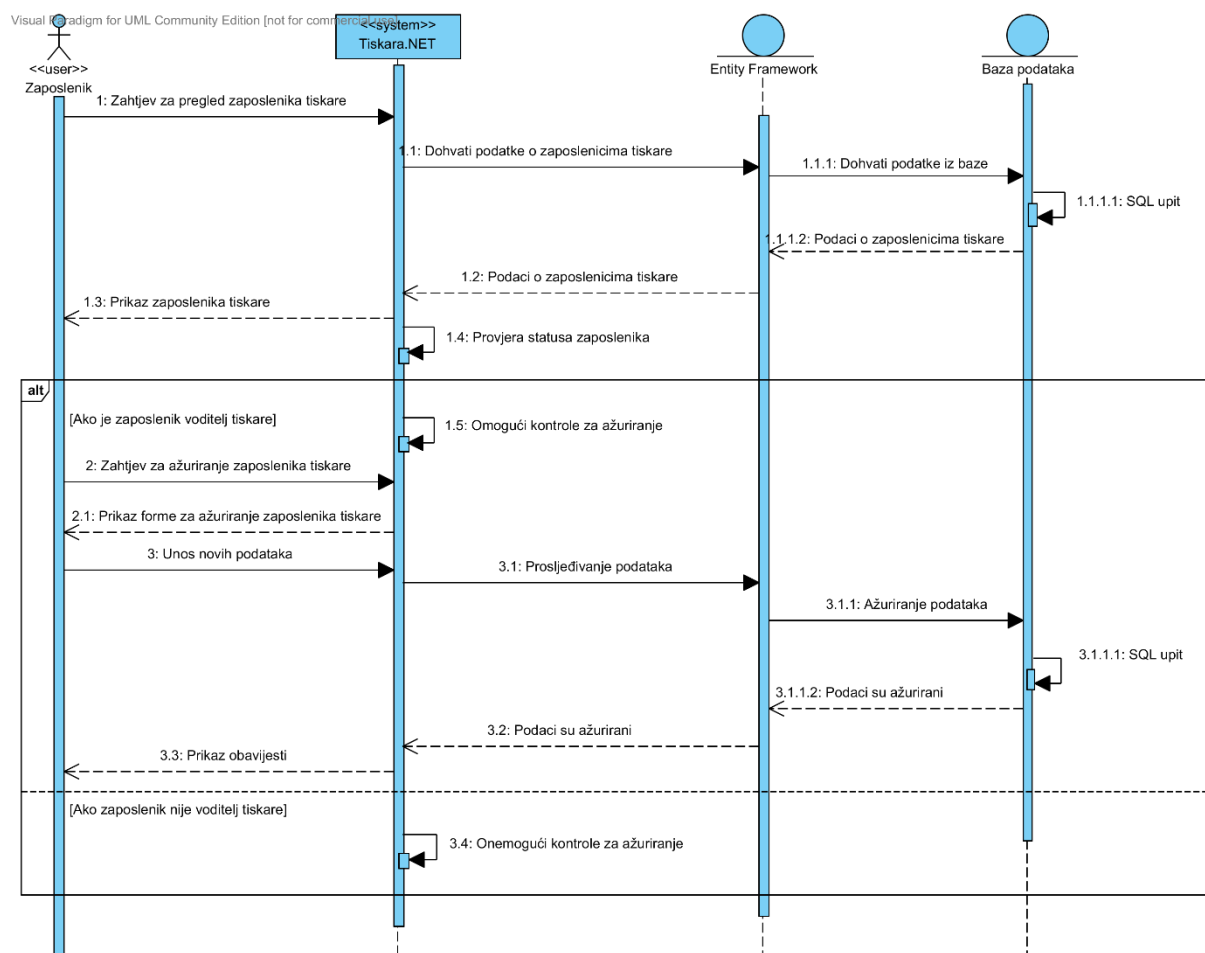 Visual Paradigm for UML Community Edition [not for commercial use]
<<system>>
Tiskara.NET
<<user>>
Zaposlenik
Entity Framework
Baza podataka
1: Zahtjev za pregled zaposlenika tiskare
1.1: Dohvati podatke o zaposlenicima tiskare
1.1.1: Dohvati podatke iz baze
1.1.1.1: SQL upit
1.1.1.2: Podaci o zaposlenicima tiskare
1.2: Podaci o zaposlenicima tiskare
1.3: Prikaz zaposlenika tiskare
1.4: Provjera statusa zaposlenika
alt
[Ako je zaposlenik voditelj tiskare]
1.5: Omogući kontrole za ažuriranje
2: Zahtjev za ažuriranje zaposlenika tiskare
2.1: Prikaz forme za ažuriranje zaposlenika tiskare
3: Unos novih podataka
3.1: Prosljeđivanje podataka
3.1.1: Ažuriranje podataka
3.1.1.1: SQL upit
3.1.1.2: Podaci su ažurirani
3.2: Podaci su ažurirani
3.3: Prikaz obavijesti
[Ako zaposlenik nije voditelj tiskare]
3.4: Onemogući kontrole za ažuriranje